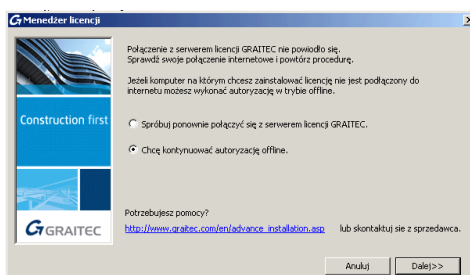 Menedżer licencji
Połączenie z serwerem licencji GRAITEC nie powiodło się.
Sprawdź swoje połączenie internetowe i powtórz procedurę.
Jeżeli komputer na którym chcesz zainstalować licencję nie jest podłączony do
internetu możesz wykonać autoryzację w trybie offline.
Construction first
Spróbuj ponownie połączyć się z serwerem licencji GRAITEC.
Chcę kontynuować autoryzację offline.
Potrzebujesz pomocy?
http://www.graitec.com/en/advance_installation.asp lub skontaktuj sie z sprzedawca.
GRAITEC
Anuluj Dalej>>